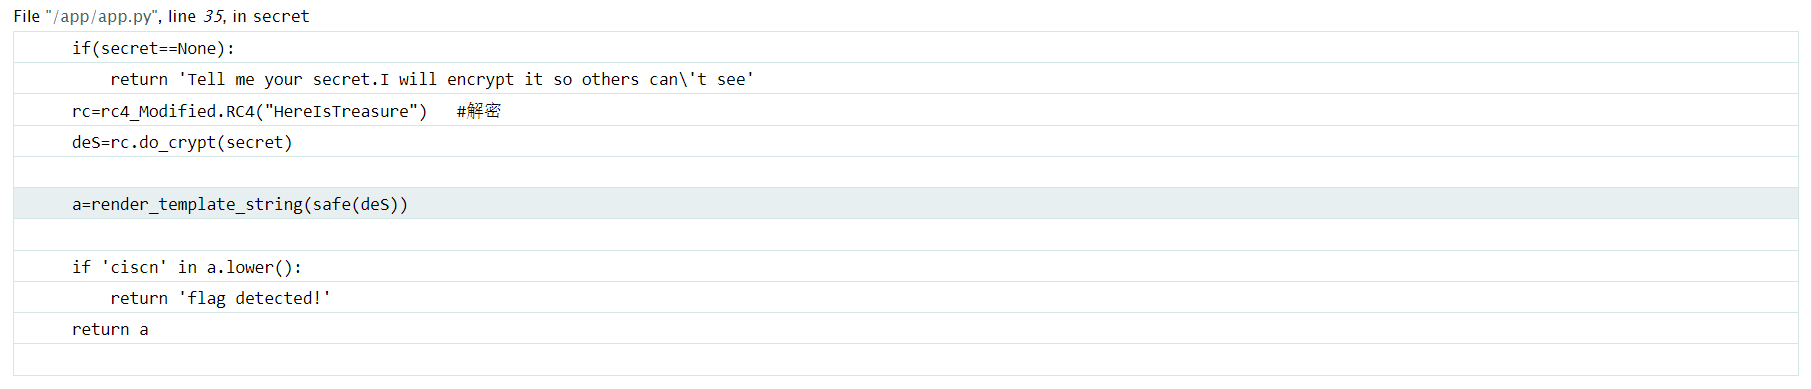 File "/app/app.py", line 35, in secret
if(secret==None):
return 'Tell me your secret.I will encrypt it so others can\'t see'
rc=rc4_Modified.RC4("HereIsTreasure")   #解密
deS=rc.do_crypt(secret)
a=render_template_string(safe(deS))
if 'ciscn' in a.lower():
return 'flag detected!'
return a